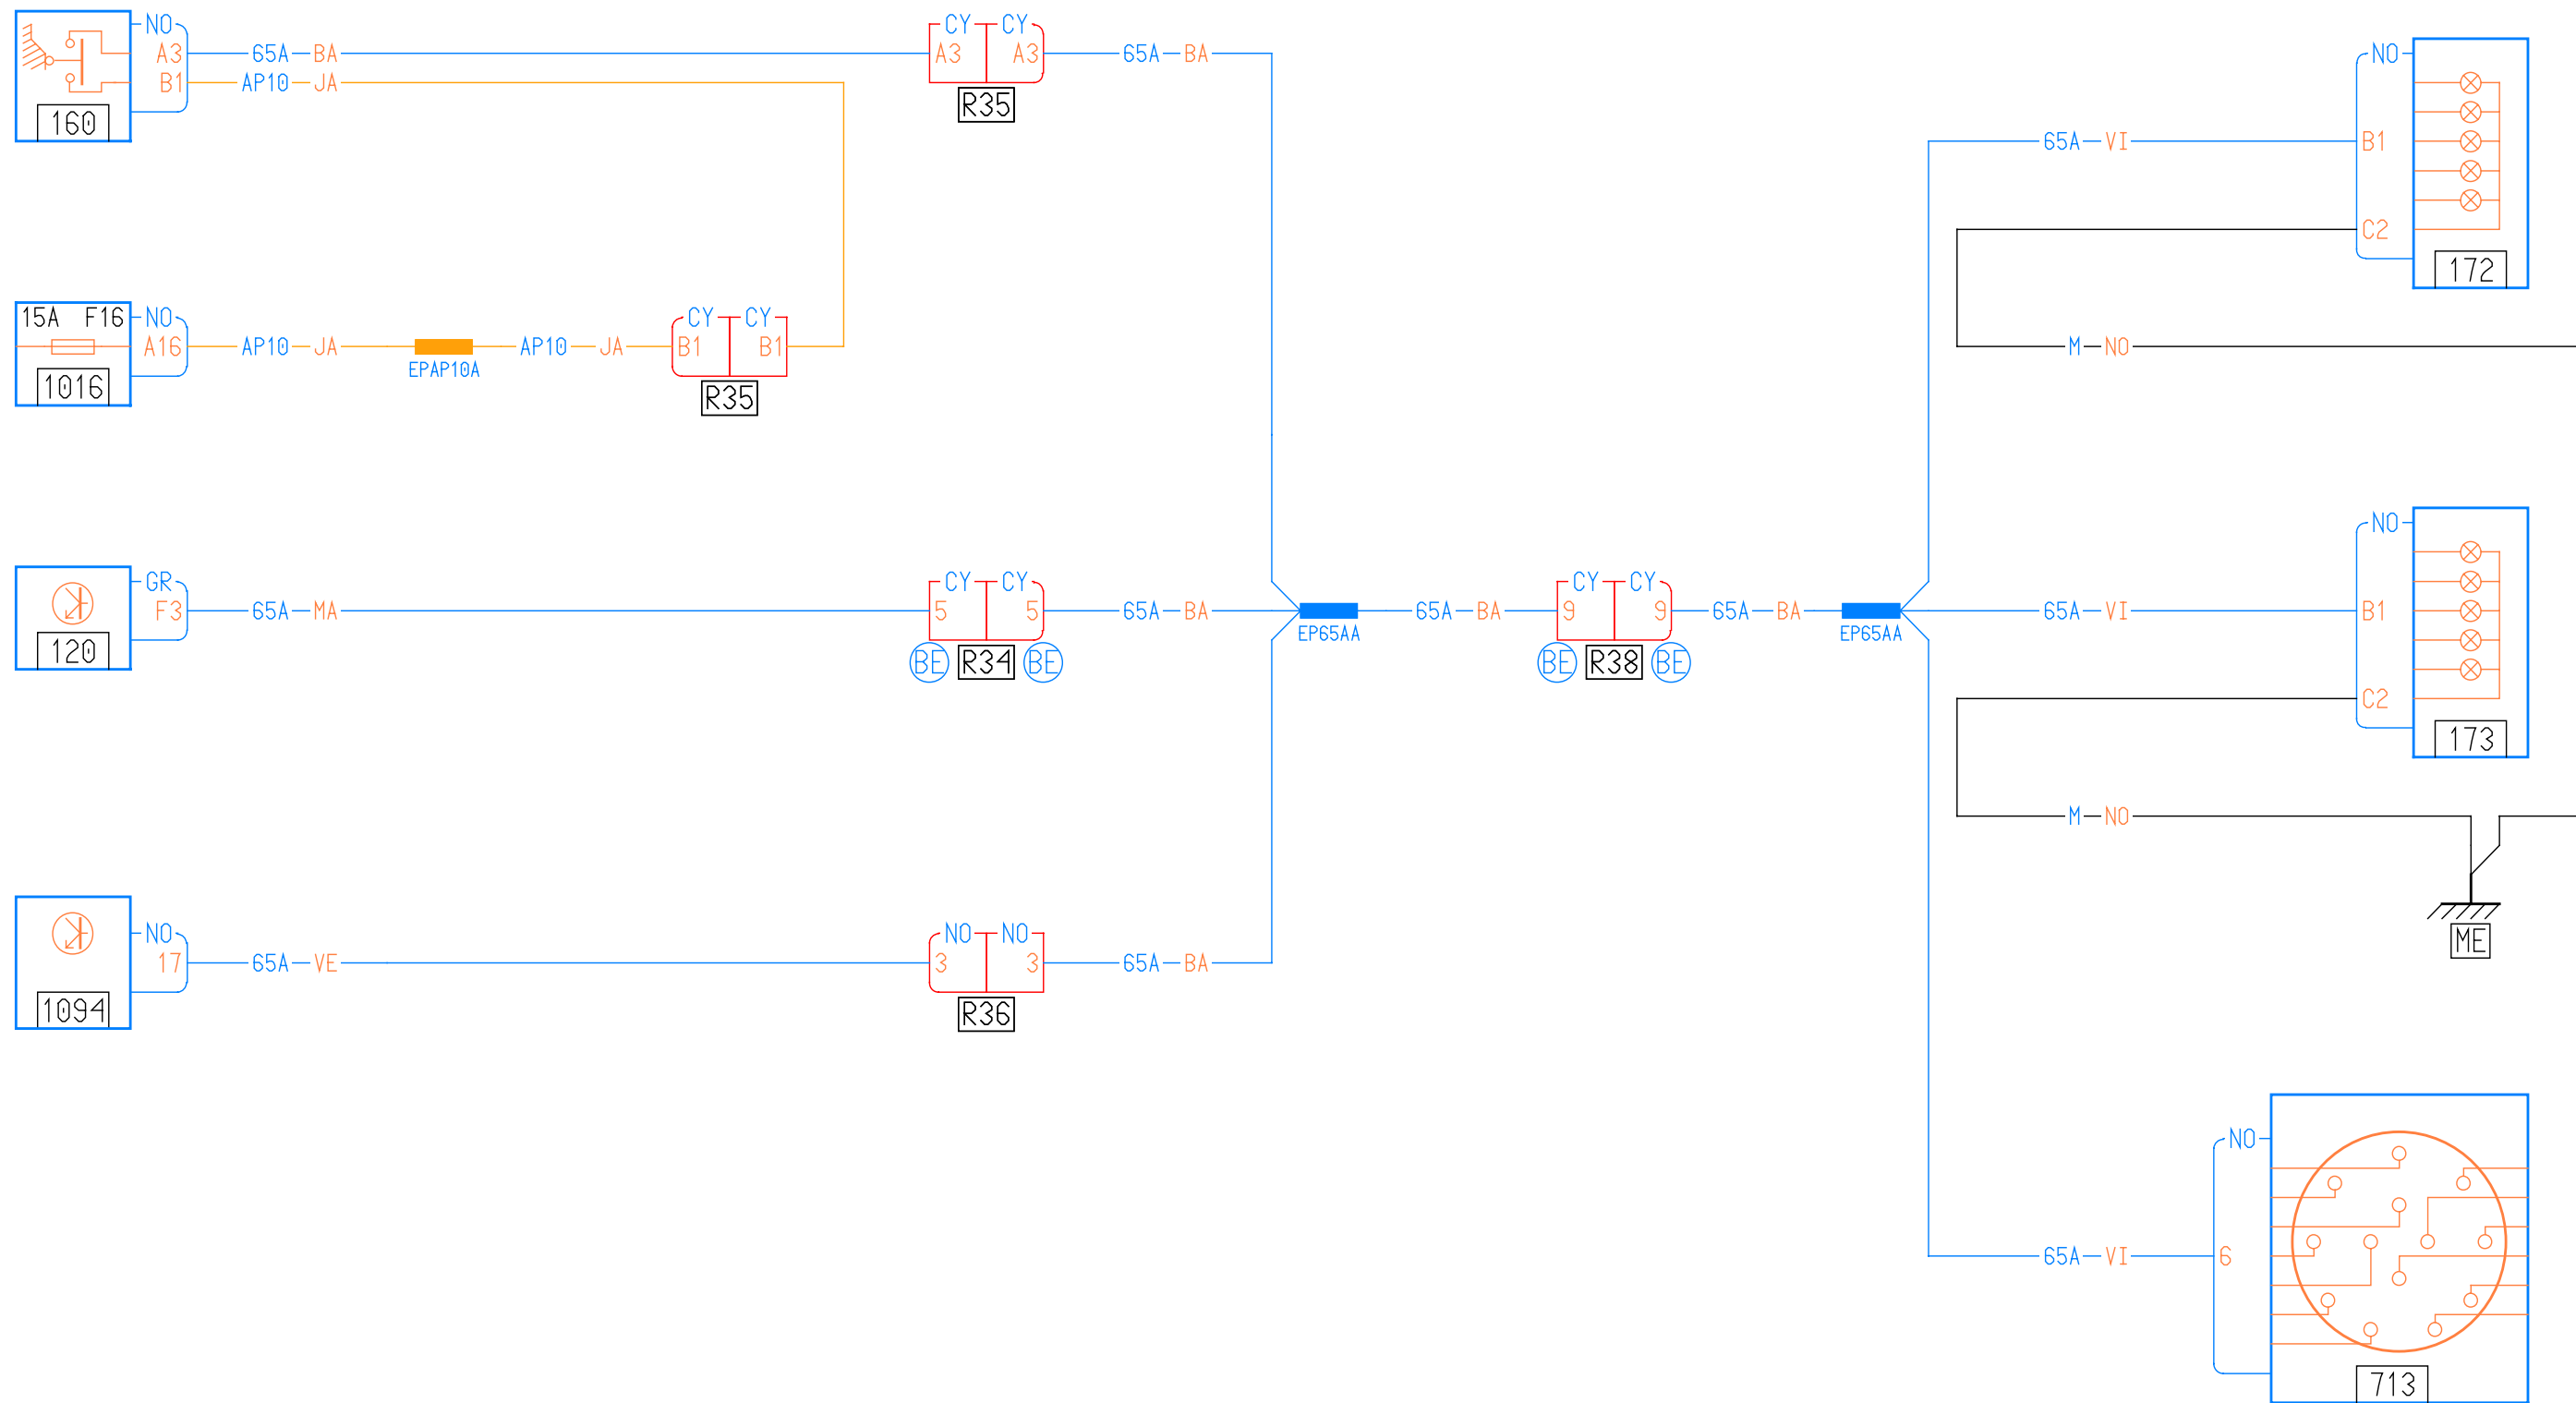 NO CY CY
A3 65A BA A3 A3 65A BA NO
B1 AP10 JA
160 R35
65A VI B1
C2
172
15A F16 NO CY CY
A16 AP10 JA AP10 JA B1 B1 M NO
EPAP10A
1016 R35
NO
GR CY CY CY CY
F3 65A MA 5 5 65A BA 65A BA 9 9 65A BA 65A VI B1
EP65AA EP65AA
120 BE R34 BE BE R38 BE
C2
173
M NO
NO NO NO ME
17 65A VE 3 3 65A BA
1094 R36
NO
65A VI 6
713